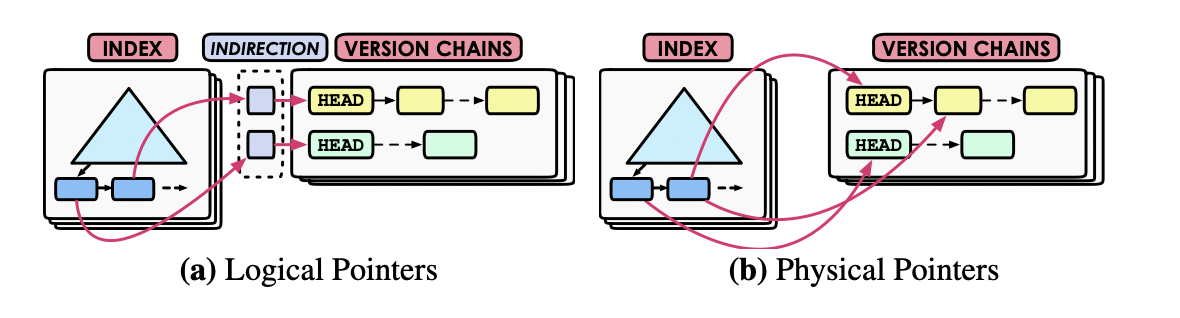 INDEX INDIRECTION VERSION CHAINS
HEAD
HEAD
(a) Logical Pointers
INDEX VERSION CHAINS
HEAD
HEAD
(b) Physical Pointers